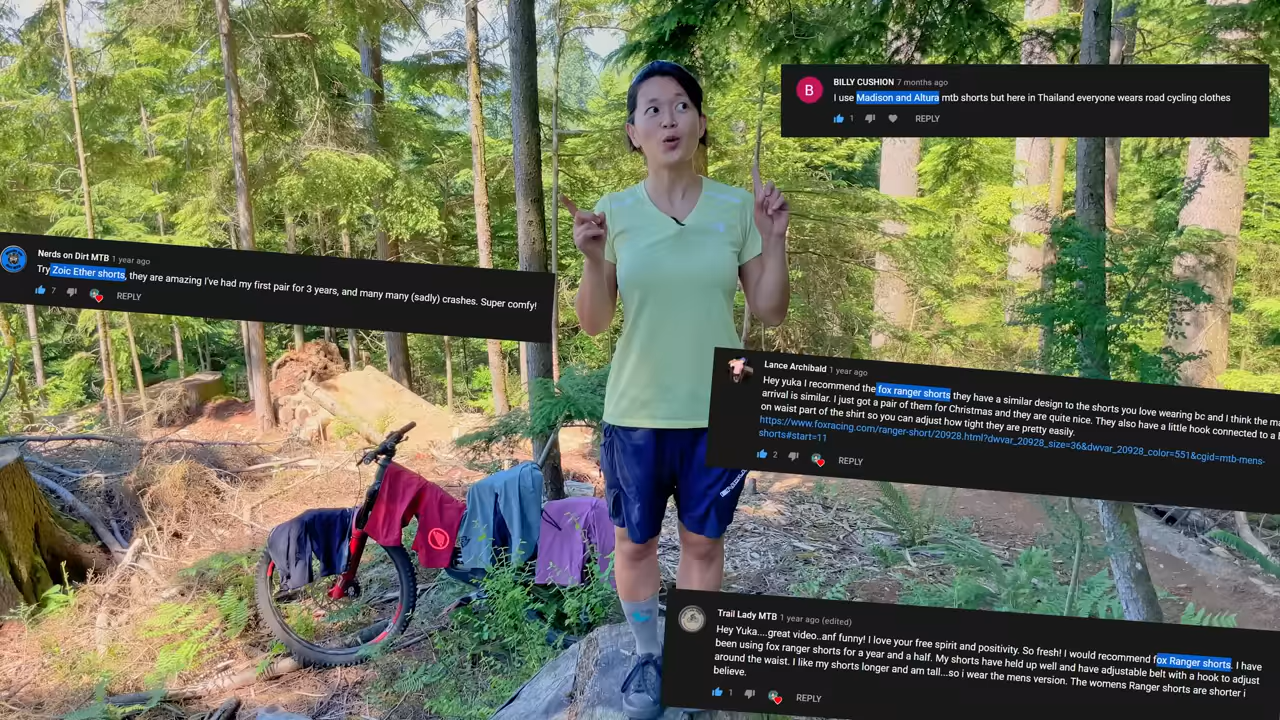 BILLY CUSHION 7 months ago
I use Madison and Altura mtb shorts but here in Thailand everyone wears road cycling clothes
1 REPLY
Nerds on Dirt MTB 1 year ago
Try Zoic Ether shorts, they are amazing I've had my first pair for 3 years, and many many (sadly) crashes. Super comfy!
7 REPLY
Lance Archibald 1 year ago
Hey yuka I recommend the fox ranger shorts they have a similar design to the shorts you love wearing bc and I think the ma
arrival is similar. I just got a pair of them for Christmas and they are quite nice. They also have a little hook connected to a
on waist part of the shirt so you can adjust how tight they are pretty easily.
https://www.foxracing.com/ranger-short/20928.html?dwvar_20928_size=36&dwvar_20928_color=551&cgid=mtb-mens-
shorts#start=11
2 REPLY
Trail Lady MTB 1 year ago (edited)
Hey Yuka....great video..anf funny! I love your free spirit and positivity. So fresh! I would recommend fox Ranger shorts. I have
been using fox ranger shorts for a year and a half. My shorts have held up well and have adjustable belt with a hook to adjust
around the waist. I like my shorts longer and am tall...so i wear the mens version. The womens Ranger shorts are shorter i
believe.
1 REPLY